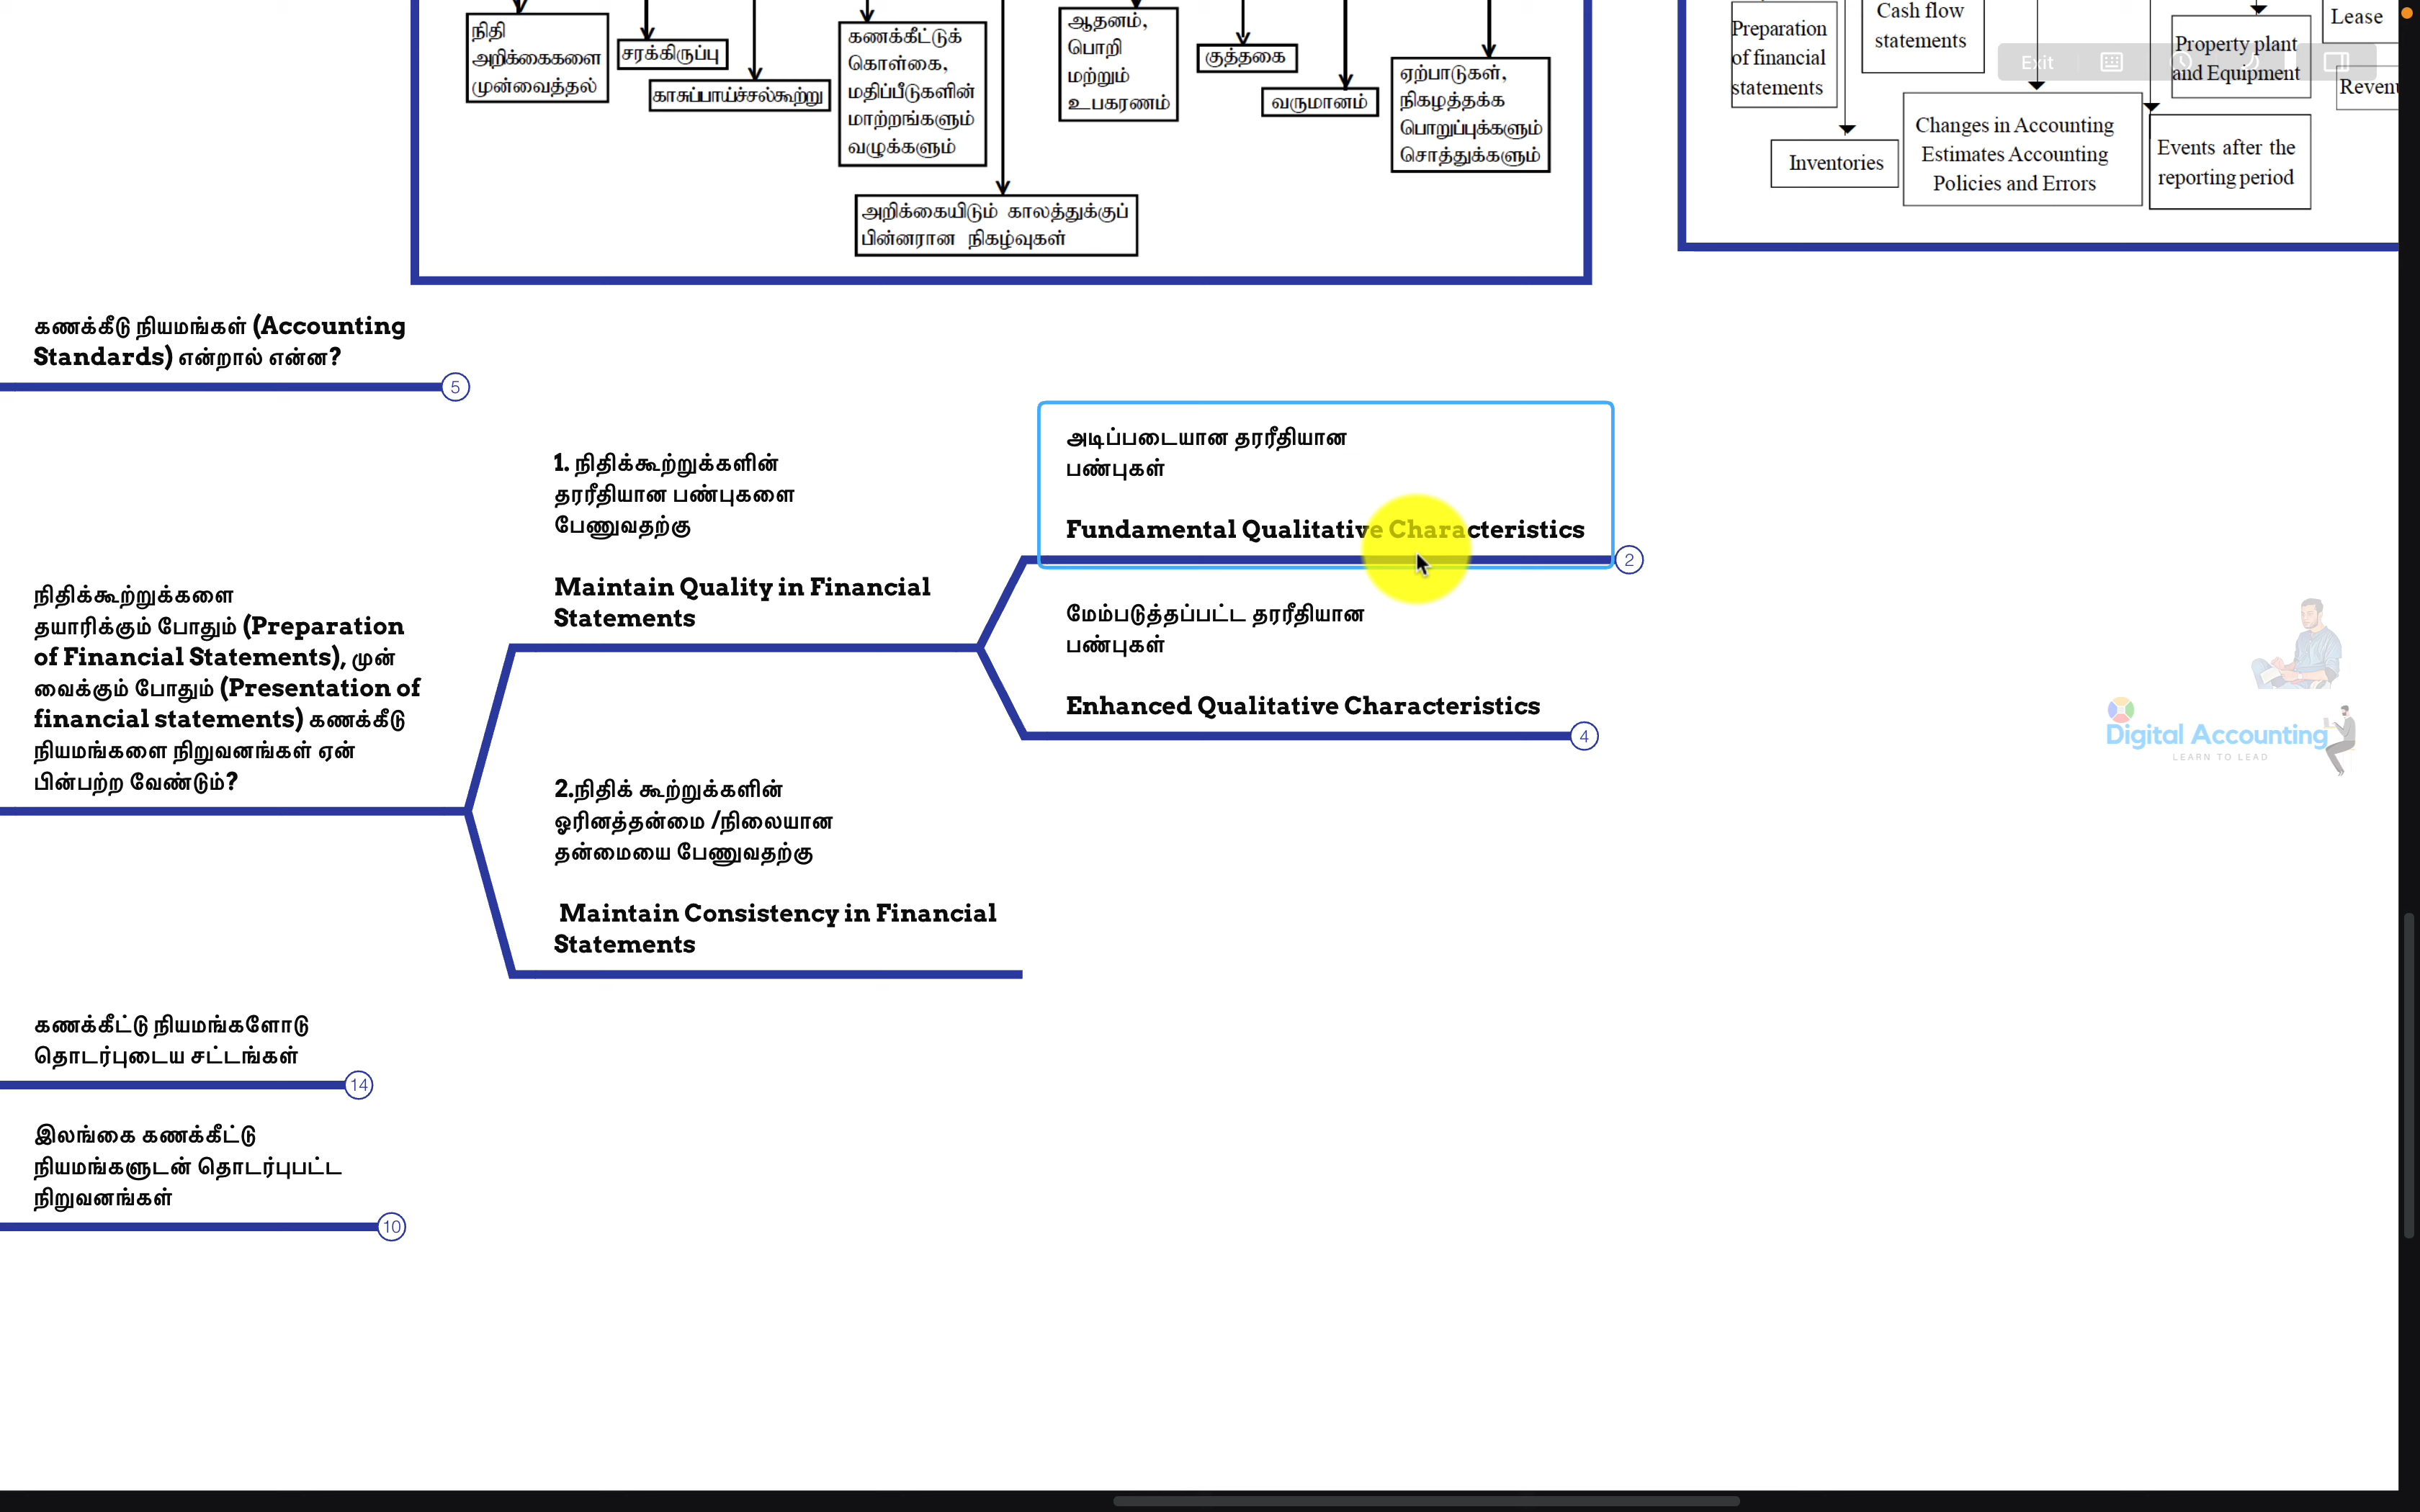 நிதி
அறிக்கைகளை
முன்வைத்தல்
சரக்கிருப்பு
காசுப்பாய்ச்சல்கூற்று
கணக்கீட்டுக்
கொள்கை,
மதிப்பீடுகளின்
மாற்றங்களும்
வழுக்களும்
அறிக்கையிடும் காலத்துக்குப்
பின்னரான நிகழ்வுகள்
ஆதனம்,
பொறி
மற்றும்
உபகரணம்
குத்தகை
வருமானம்
ஏற்பாடுகள்,
நிகழத்தக்க
பொறுப்புக்களும்
சொத்துக்களும்
Preparation
of financial
statements
Inventories
Cash flow
statements
Changes in Accounting
Estimates Accounting
Policies and Errors
Events after the
reporting period
Property plant
and Equipment
Lease
Revenu
Exit
கணக்கீடு நியமங்கள் (Accounting
Standards) என்றால் என்ன?
5
நிதிக்கூற்றுக்களை
தயாரிக்கும் போதும் (Preparation
of Financial Statements), முன்
வைக்கும் போதும் (Presentation of
financial statements) கணக்கீடு
நியமங்களை நிறுவனங்கள் ஏன்
பின்பற்ற வேண்டும்?
1. நிதிக்கூற்றுக்களின்
தரரீதியான பண்புகளை
பேணுவதற்கு
Maintain Quality in Financial
Statements
அடிப்படையான தரரீதியான
பண்புகள்
Fundamental Qualitative Characteristics
2
மேம்படுத்தப்பட்ட தரரீதியான
பண்புகள்
Enhanced Qualitative Characteristics
4
2.நிதிக் கூற்றுக்களின்
ஓரினத்தன்மை /நிலையான
தன்மையை பேணுவதற்கு
Maintain Consistency in Financial
Statements
கணக்கீட்டு நியமங்களோடு
தொடர்புடைய சட்டங்கள்
14
இலங்கை கணக்கீட்டு
நியமங்களுடன் தொடர்புபட்ட
நிறுவனங்கள்
10
Digital Accounting
LEARN TO LEAD